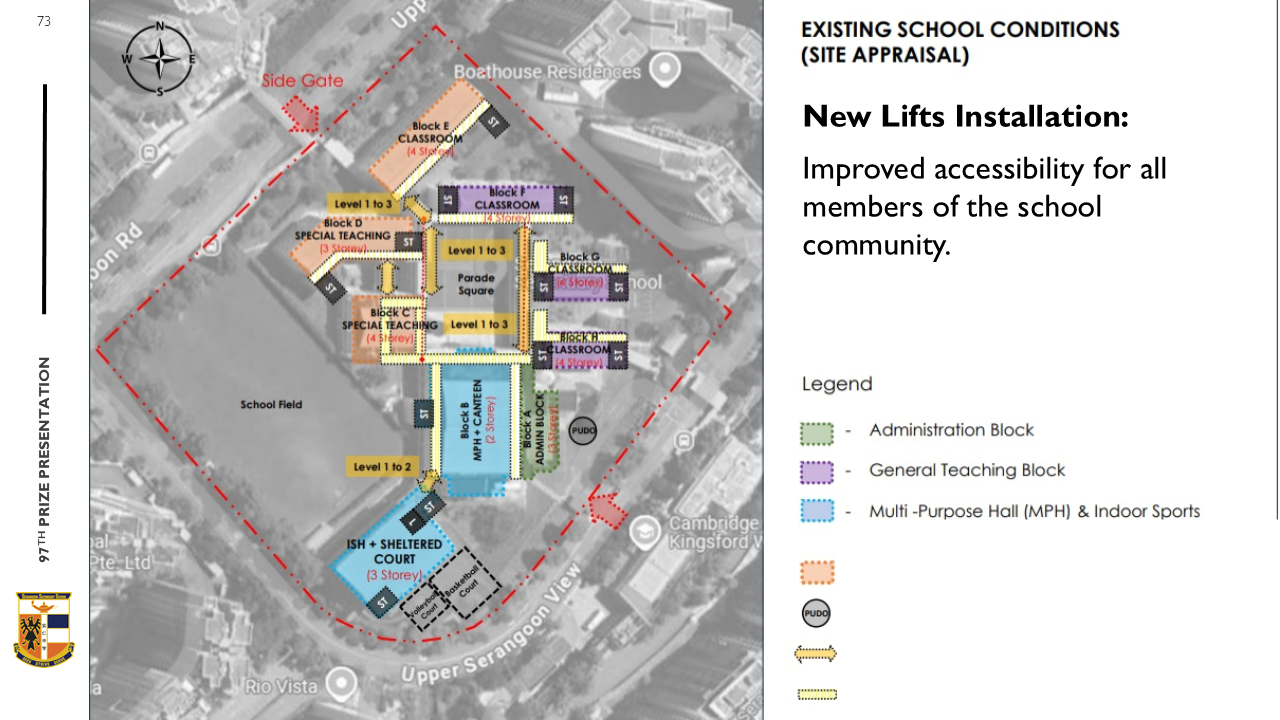 73
97TH PRIZE PRESENTATION
EXISTING SCHOOL CONDITIONS
(SITE APPRAISAL)
New Lifts Installation:
Improved accessibility for all
members of the school
community.
Legend
- Administration Block
- General Teaching Block
- Multi -Purpose Hall (MPH) & Indoor Sports
PUDO
N
W
E
S
Upp
Side Gate
Boathouse Residences
Block E
CLASSROOM
(4 Storey)
ST
Level 1 to 3
ST
Block F
CLASSROOM
(4 Storey)
ST
Block D
SPECIAL TEACHING
(3 Storey)
ST
ST
oon Rd
Level 1 to 3
Parade
Square
Block G
CLASSROOM
(4 Storey)
ST
ST
hool
Block C
SPECIAL TEACHING
(4 Storey)
Level 1 to 3
Block H
CLASSROOM
(4 Storey)
ST
ST
School Field
ST
Block B
MPH + CANTEEN
(2 Storey)
Block A
ADMIN BLOCK
(3 Storey)
PUDO
Level 1 to 2
ST
L
ISH + SHELTERED
COURT
(3 Storey)
ST
Volleyball
Court
Basketball
Court
Cambridge
Kingsford W
Pte. Ltd
Upper Serangoon View
Rio Vista